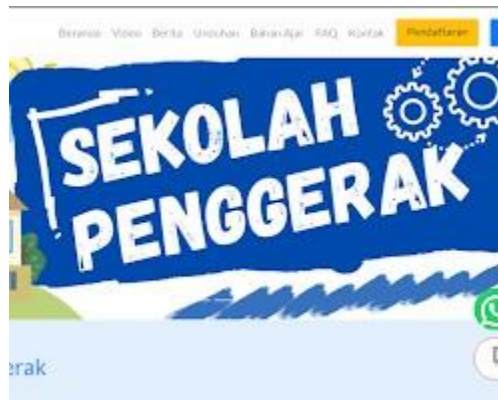 Beranda Video Berita Unduhan Bahan Ajar FAQ Kontak Pendaftaran
SEKOLAH
PENGGERAK
erak